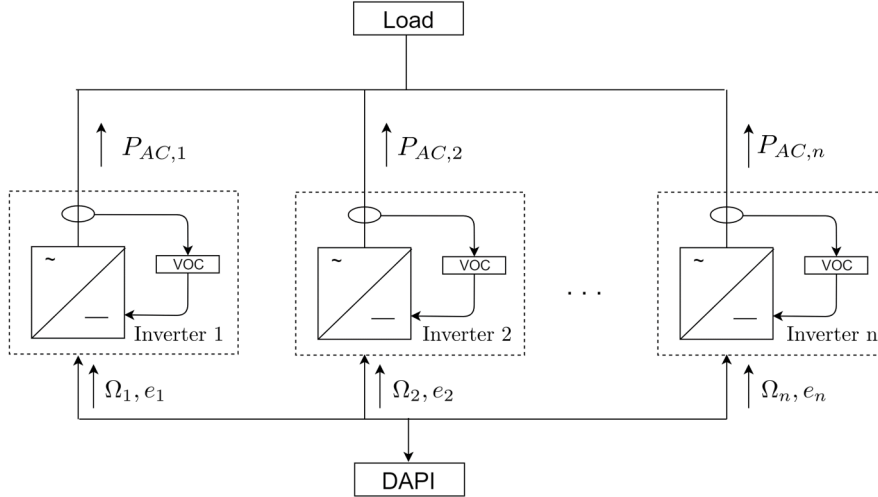 Load
P_{AC,1}
P_{AC,2}
P_{AC,n}
~
VOC
—
Inverter 1
~
VOC
—
Inverter 2
. . .
~
VOC
—
Inverter n
Ω_1, e_1
Ω_2, e_2
Ω_n, e_n
DAPI